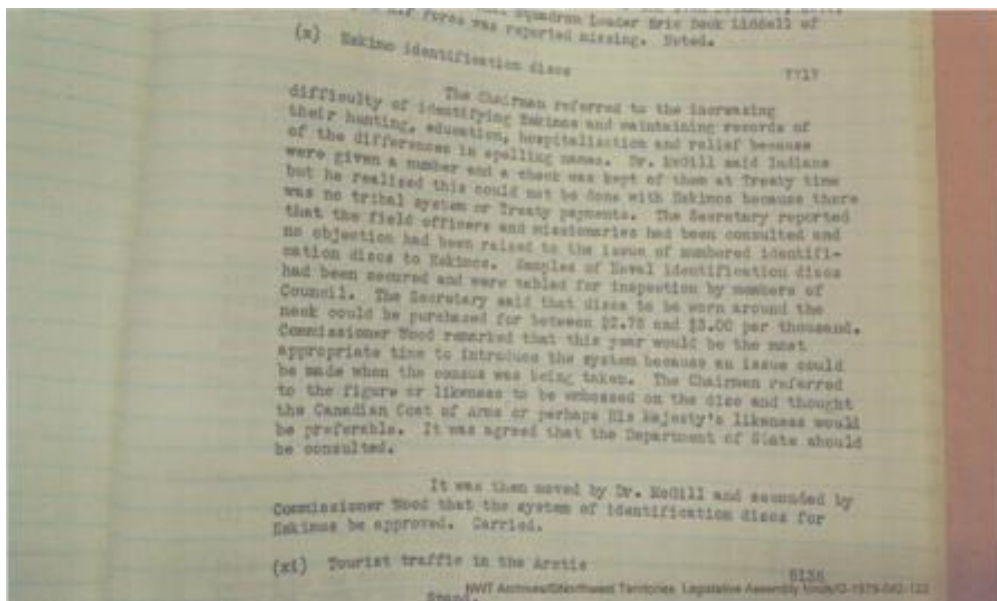 Squadron Leader Eric Liddell of
Force was reported missing. Noted.
(x) Eskimo identification discs
The Chairman referred to the increasing
difficulty of identifying Eskimos and maintaining records of
their hunting, education, hospitalization and relief because
of the differences in spelling names. Dr. McGill said Indians
were given a number and a check was kept of them at Treaty time
but he realized this could not be done with Eskimos because there
was no tribal system or Treaty payments. The Secretary reported
that the field officers and missionaries had been consulted and
no objection had been raised to the issue of numbered identifi-
cation discs to Eskimos. Samples of Naval identification discs
had been secured and were tabled for inspection by members of
Council. The Secretary said that discs to be worn around the
neck could be purchased for between $2.75 and $3.00 per thousand.
Commissioner Wood remarked that this year would be the most
appropriate time to introduce the system because an issue could
be made when the census was being taken. The Chairman referred
to the figure or likeness to be embossed on the disc and thought
the Canadian Coat of Arms or perhaps His Majesty's likeness would
be preferable. It was agreed that the Department of State should
be consulted.
It was then moved by Dr. McGill and seconded by
Commissioner Wood that the system of identification discs for
Eskimos be approved. Carried.
(xi) Tourist traffic in the Arctic
NWT Archives/©Northwest Territories. Legislative Assembly